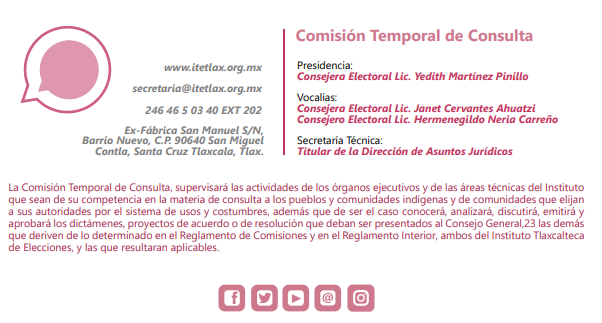 Comisión Temporal de Consulta
www.itetlax.org.mx
secretaria@itetlax.org.mx
246 46 5 03 40 EXT 202
Ex-Fábrica San Manuel S/N,
Barrio Nuevo, C.P. 90640 San Miguel
Contla, Santa Cruz Tlaxcala, Tlax.
Presidencia:
Consejera Electoral Lic. Yedith Martínez Pinillo
Vocalías:
Consejera Electoral Lic. Janet Cervantes Ahuatzi
Consejero Electoral Lic. Hermenegildo Neria Carreño
Secretaría Técnica:
Titular de la Dirección de Asuntos Jurídicos
La Comisión Temporal de Consulta, supervisará las actividades de los órganos ejecutivos y de las áreas técnicas del Instituto
que sean de su competencia en la materia de consulta a los pueblos y comunidades indígenas y de comunidades que elijan
a sus autoridades por el sistema de usos y costumbres, además que de ser el caso conocerá, analizará, discutirá, emitirá y
aprobará los dictámenes, proyectos de acuerdo o de resolución que deban ser presentados al Consejo General,23 las demás
que deriven de lo determinado en el Reglamento de Comisiones y en el Reglamento Interior, ambos del Instituto Tlaxcalteca
de Elecciones, y las que resultaran aplicables.